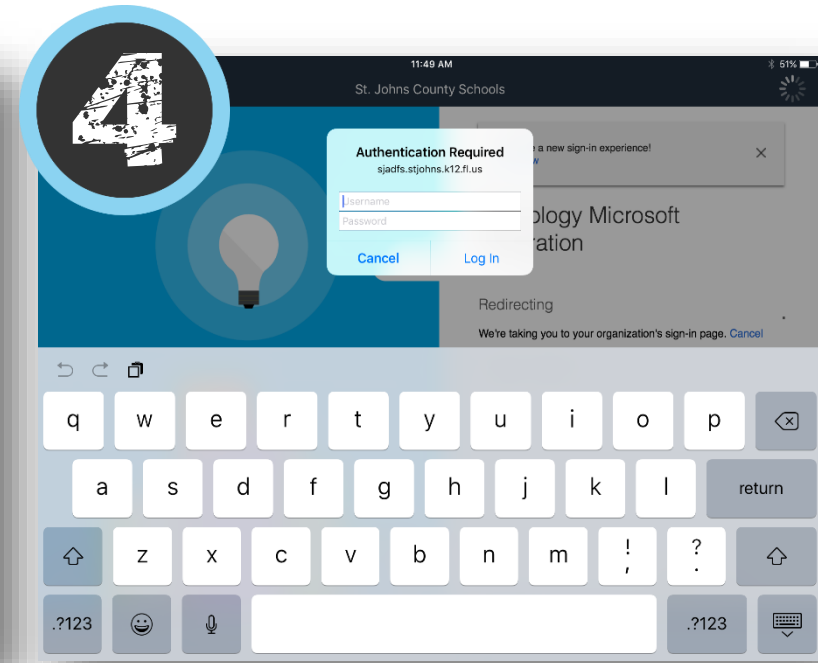 4
11:49 AM
61%
St. Johns County Schools
Authentication Required
sjadfs.stjohns.k12.fl.us
Username
Password
Cancel
Log In
a new sign-in experience!
ology Microsoft
ration
Redirecting
We're taking you to your organization's sign-in page. Cancel
q w e r t y u i o p
a s d f g h j k l return
z x c v b n m ! , ? .
.?123 .?123